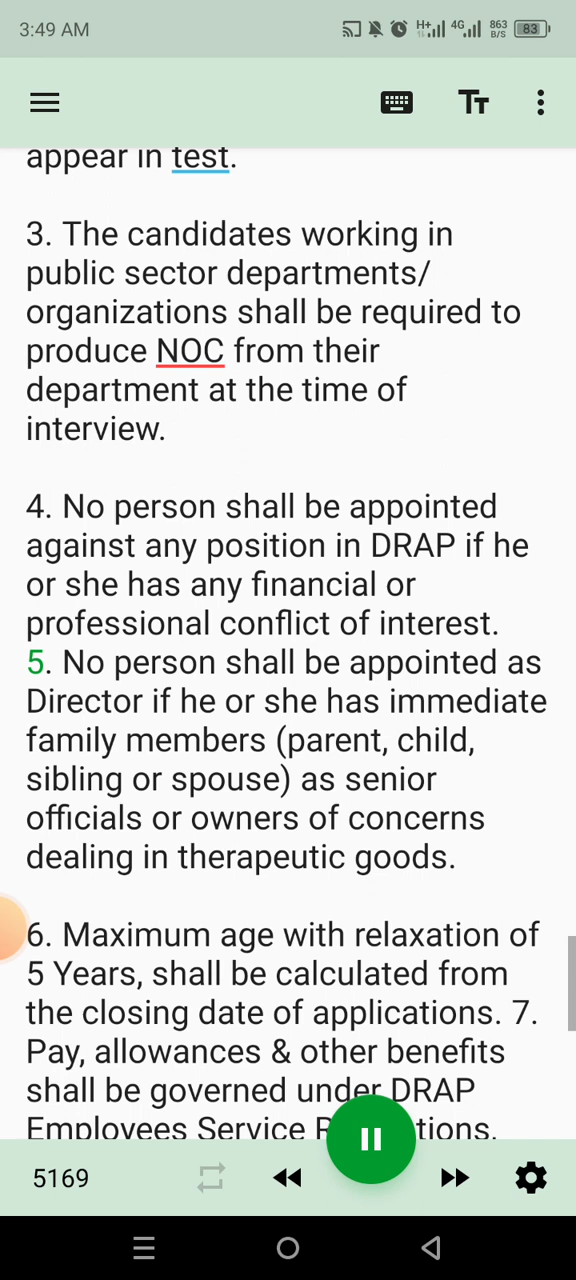 3:49 AM
H+ 4G 863 B/S 83
appear in test.
3. The candidates working in
public sector departments/
organizations shall be required to
produce NOC from their
department at the time of
interview.
4. No person shall be appointed
against any position in DRAP if he
or she has any financial or
professional conflict of interest.
5. No person shall be appointed as
Director if he or she has immediate
family members (parent, child,
sibling or spouse) as senior
officials or owners of concerns
dealing in therapeutic goods.
6. Maximum age with relaxation of
5 Years, shall be calculated from
the closing date of applications. 7.
Pay, allowances & other benefits
shall be governed under DRAP
Employees Service
5169